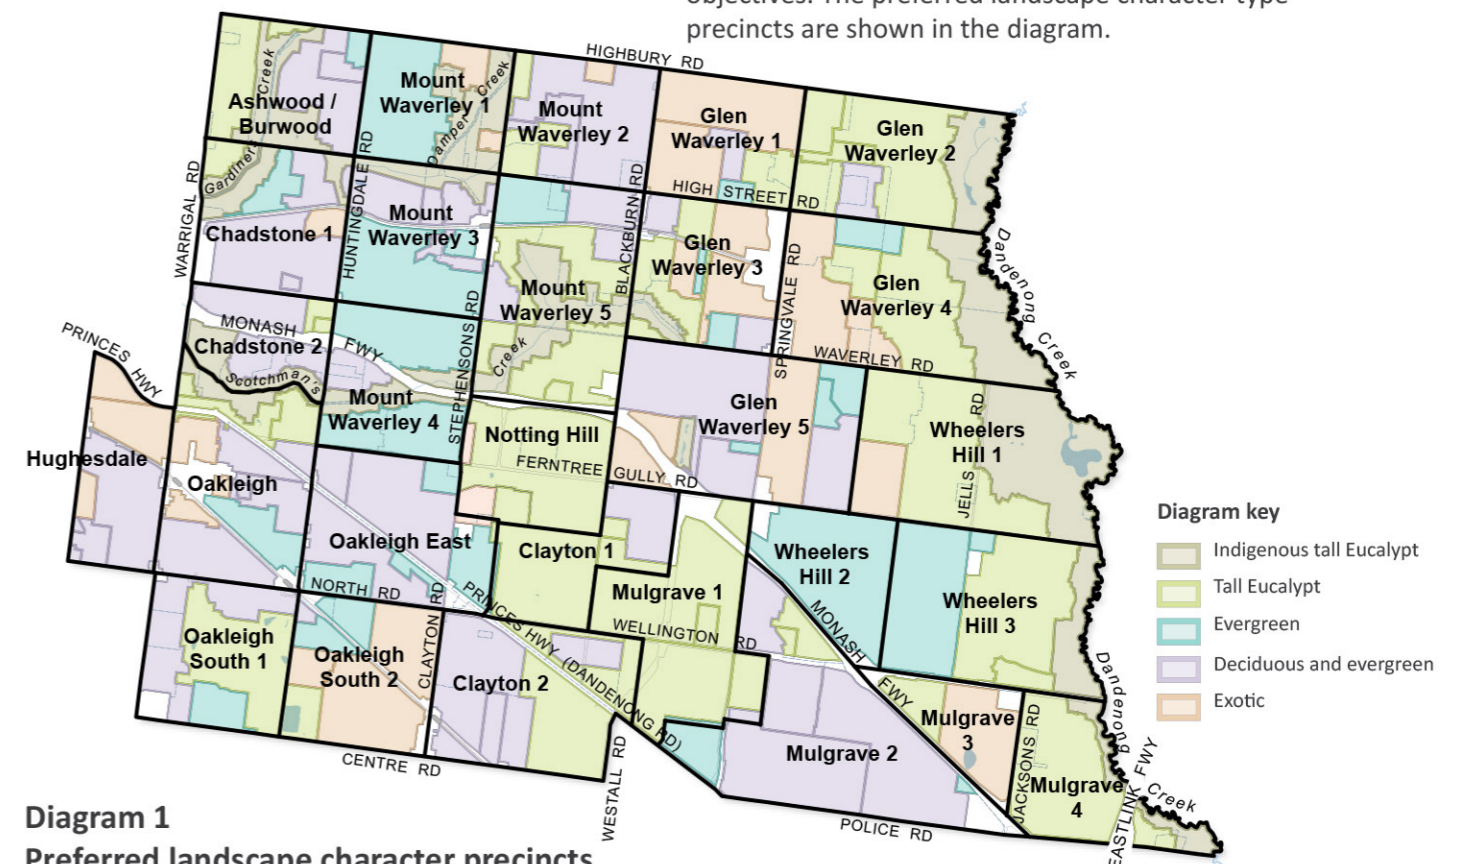 objectives. The preferred landscape character type
precincts are shown in the diagram.
HIGHBURY RD
Creek
Ashwood /
Burwood
Mount
Waverley 1
Creek
Damper
Mount
Waverley 2
Glen
Waverley 1
Glen
Waverley 2
Gardiners
WARRIGAL RD
HUNTINGDALE RD
BLACKBURN RD
HIGH STREET RD
Chadstone 1
Mount
Waverley 3
Glen
Waverley 3
SPRINGVALE RD
Glen
Waverley 4
Dandenong Creek
Mount
Waverley 5
Creek
STEPHENSONS RD
MONASH FWY
Chadstone 2
Scotchman's
PRINCES HWY
WAVERLEY RD
Mount
Waverley 4
Glen
Waverley 5
Wheelers
Hill 1
JELLS RD
Notting Hill
FERNTREE GULLY RD
Hughesdale
Oakleigh
Oakleigh East
Clayton 1
Wheelers
Hill 2
NORTH RD
CLAYTON RD
PRINCES HWY (DANDENONG RD)
Mulgrave 1
WELLINGTON RD
MONASH FWY
Wheelers
Hill 3
Oakleigh
South 1
Oakleigh
South 2
Clayton 2
Mulgrave 2
Mulgrave
3
JACKSONS RD
Mulgrave
4
Dandenong Creek
EASTLINK FWY
CENTRE RD
WESTALL RD
POLICE RD
Diagram key
Indigenous tall Eucalypt
Tall Eucalypt
Evergreen
Deciduous and evergreen
Exotic
Diagram 1
Preferred landscape character precincts